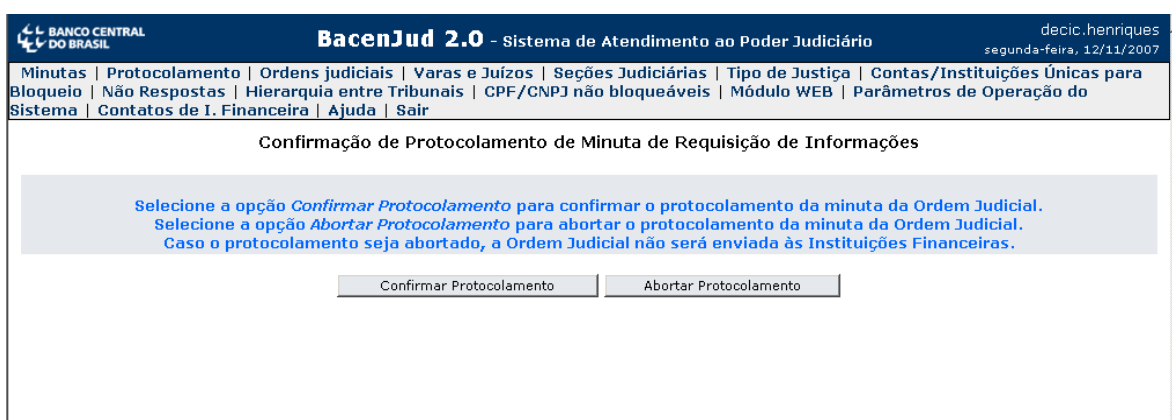 BANCO CENTRAL
DO BRASIL
BacenJud 2.0 - Sistema de Atendimento ao Poder Judiciário
decic.henriques
segunda-feira, 12/11/2007
Minutas | Protocolamento | Ordens judiciais | Varas e Juízos | Seções Judiciárias | Tipo de Justiça | Contas/Instituições Únicas para
Bloqueio | Não Respostas | Hierarquia entre Tribunais | CPF/CNPJ não bloqueáveis | Módulo WEB | Parâmetros de Operação do
Sistema | Contatos de I. Financeira | Ajuda | Sair
Confirmação de Protocolamento de Minuta de Requisição de Informações
Selecione a opção Confirmar Protocolamento para confirmar o protocolamento da minuta da Ordem Judicial.
Selecione a opção Abortar Protocolamento para abortar o protocolamento da minuta da Ordem Judicial.
Caso o protocolamento seja abortado, a Ordem Judicial não será enviada às Instituições Financeiras.
Confirmar Protocolamento
Abortar Protocolamento